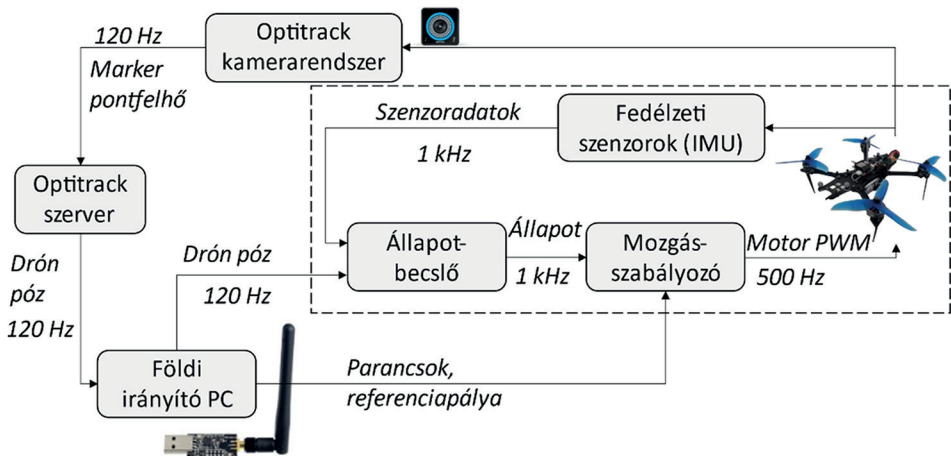 120 Hz
Optitrack
kamerarendszer
Marker
pontfelhő
Szenzoradatok
1 kHz
Fedélzeti
szenzorok (IMU)
Optitrack
szerver
Drón
póz
120 Hz
Drón póz
120 Hz
Állapot-
becslő
Állapot
1 kHz
Mozgás-
szabályozó
Motor PWM
500 Hz
Földi
irányító PC
Parancsok,
referenciapálya